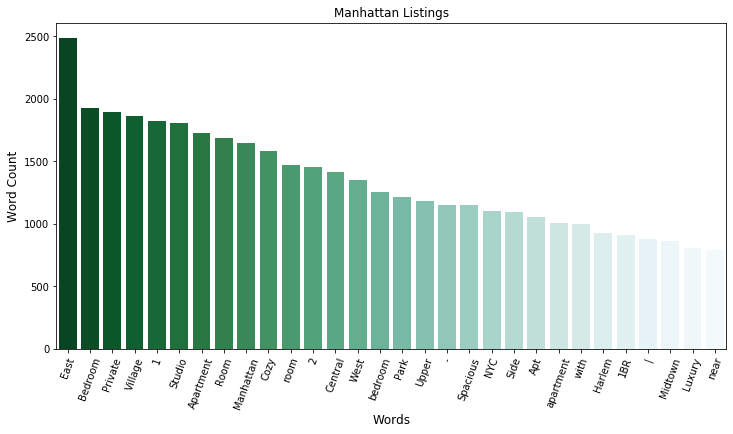 Manhattan Listings
Word Count
2500
2000
1500
1000
500
0
East
Bedroom
Private
Village
1
Studio
Apartment
Room
Manhattan
Cozy
room
2
Central
West
bedroom
Park
Upper
-
Spacious
NYC
Side
Apt
apartment
with
Harlem
1BR
/
Midtown
Luxury
near
Words